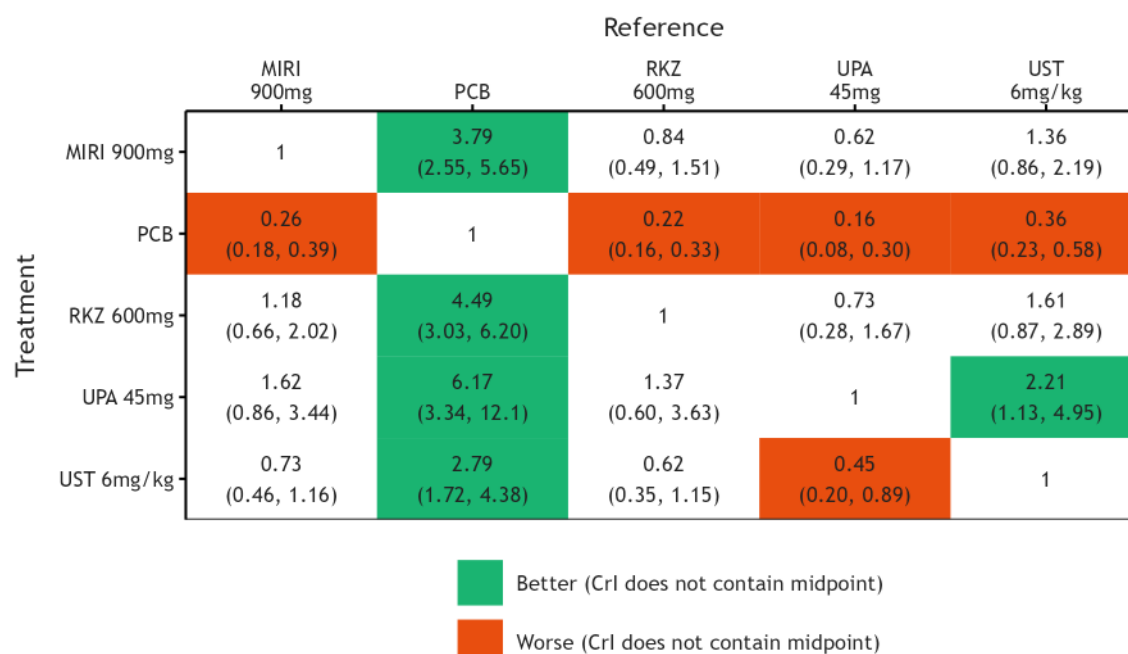 Reference
MIRI 900mg PCB RKZ 600mg UPA 45mg UST 6mg/kg
Treatment
MIRI 900mg 1 3.79 0.84 0.62 1.36
(2.55, 5.65) (0.49, 1.51) (0.29, 1.17) (0.86, 2.19)
PCB 0.26 1 0.22 0.16 0.36
(0.18, 0.39) (0.16, 0.33) (0.08, 0.30) (0.23, 0.58)
RKZ 600mg 1.18 4.49 1 0.73 1.61
(0.66, 2.02) (3.03, 6.20) (0.28, 1.67) (0.87, 2.89)
UPA 45mg 1.62 6.17 1.37 1 2.21
(0.86, 3.44) (3.34, 12.1) (0.60, 3.63) (1.13, 4.95)
UST 6mg/kg 0.73 2.79 0.62 0.45 1
(0.46, 1.16) (1.72, 4.38) (0.35, 1.15) (0.20, 0.89)
Better (CrI does not contain midpoint)
Worse (CrI does not contain midpoint)